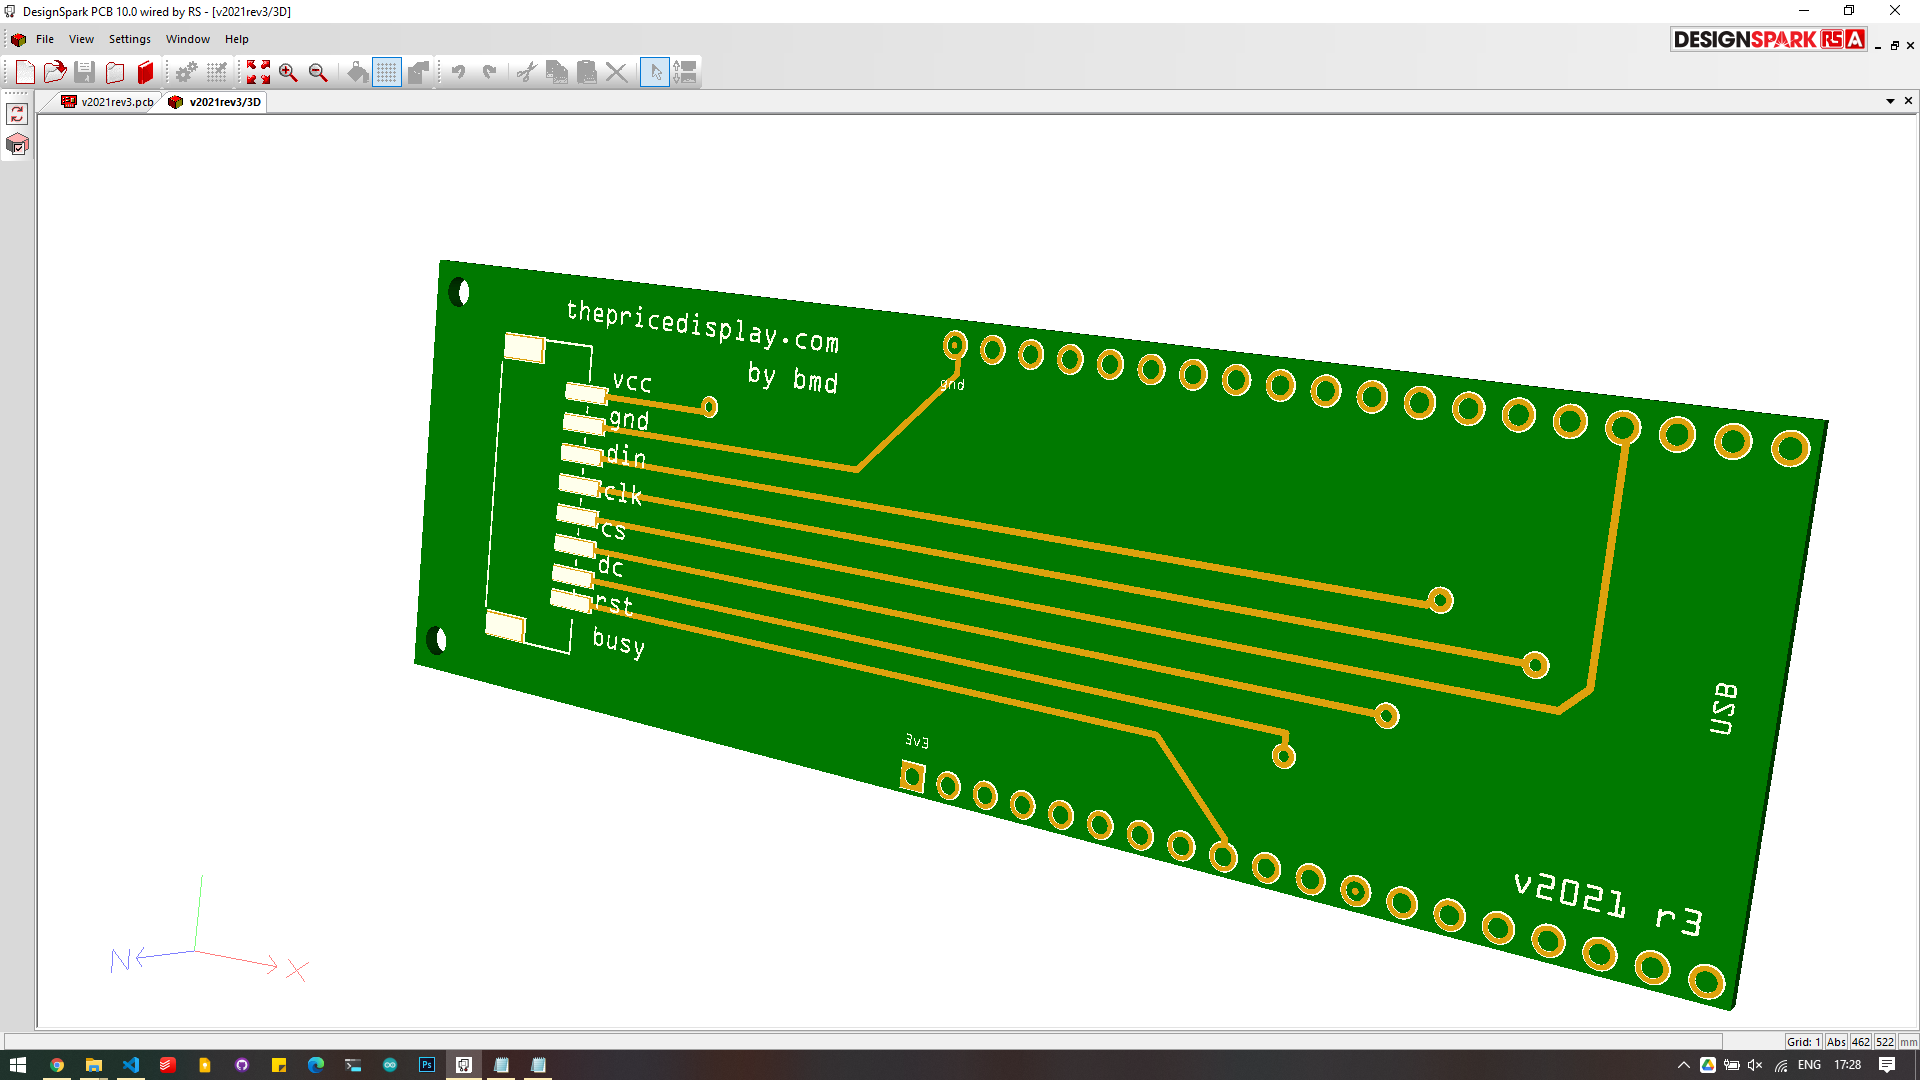 DesignSpark PCB 10.0 wired by RS - [v2021rev3/3D]
File View Settings Window Help
DESIGNSPARK RS A
v2021rev3.pcb v2021rev3/3D
thepricedisplay.com
by bmd
vcc
gnd
gnd
din
clk
cs
dc
rst
busy
3v3
USB
v2021 r3
N X
Grid: 1 Abs 462 522 mm
Ps ENG 17:28